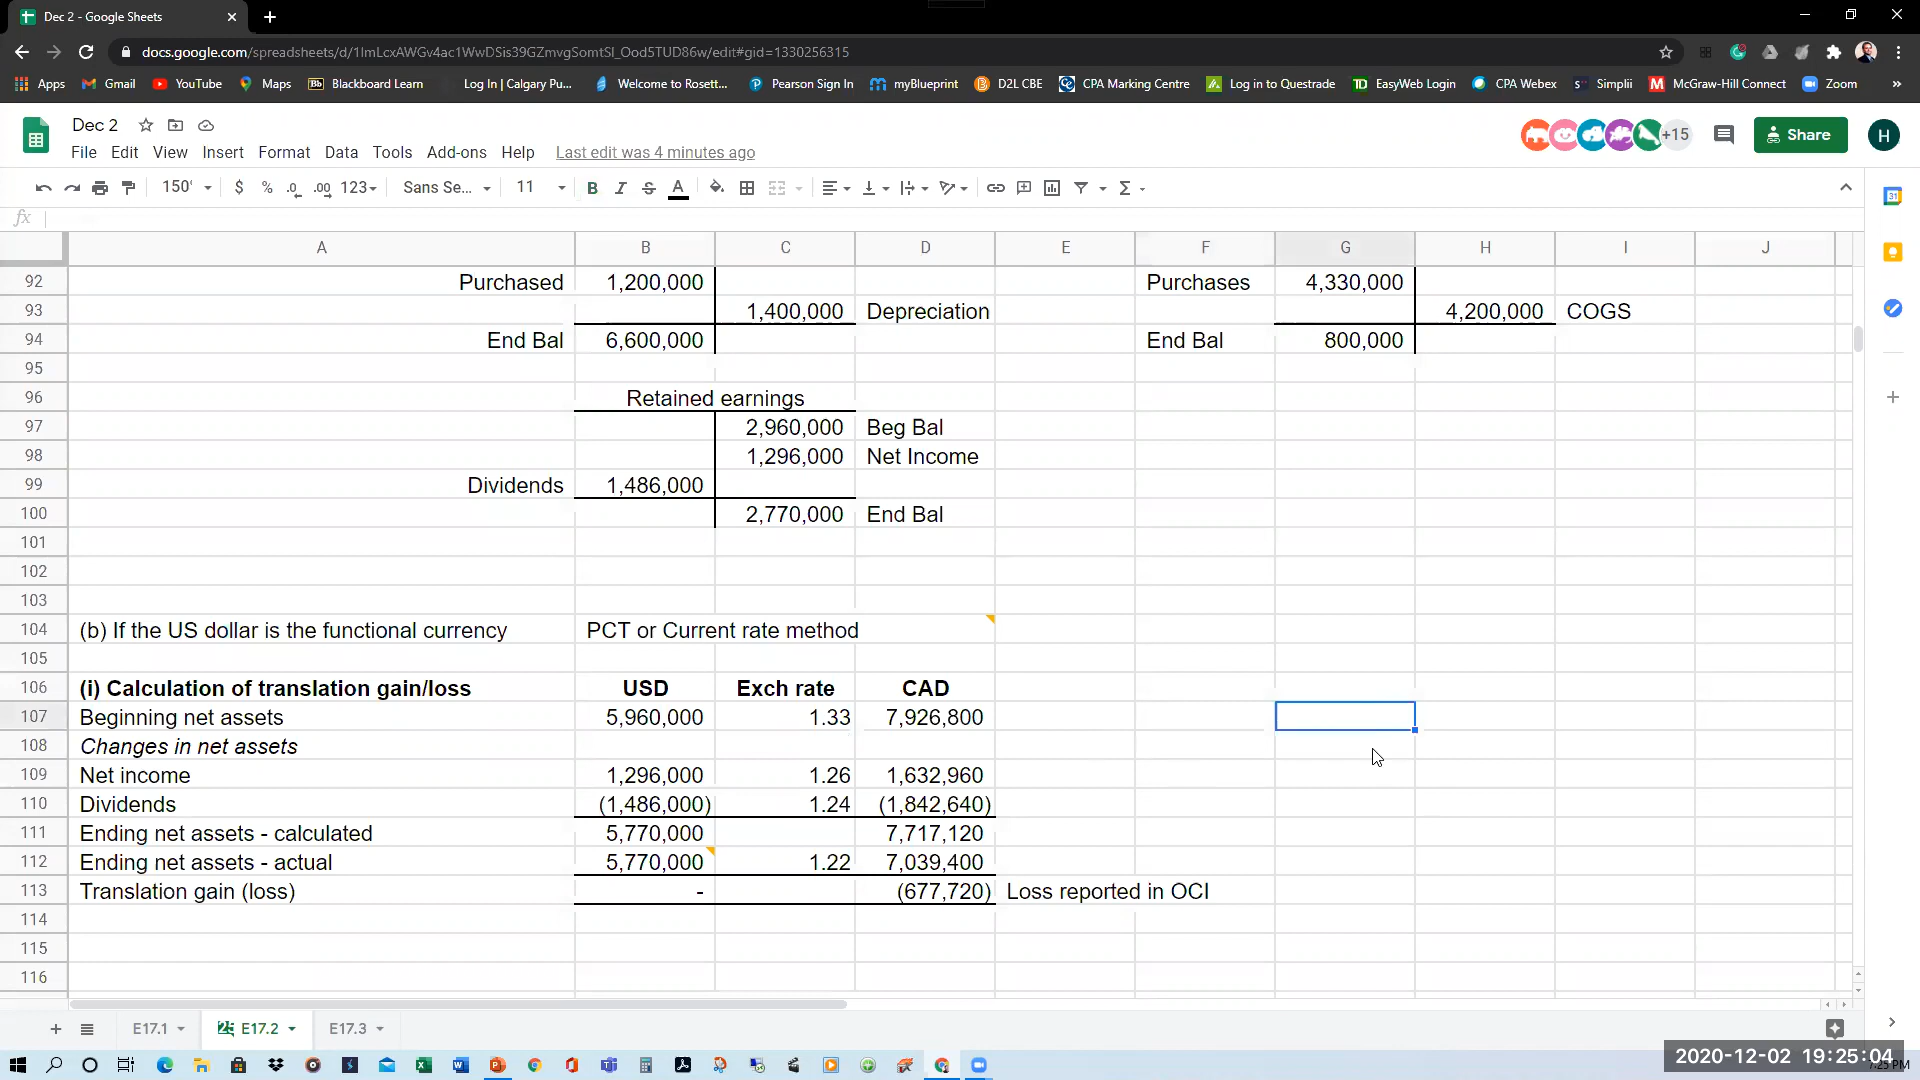 Dec 2 - Google Sheets
docs.google.com/spreadsheets/d/1ImLcxAWGv4ac1WwDSis39GZmvgSomtSI_Ood5TUD86w/edit#gid=1330256315
Apps Gmail YouTube Maps Blackboard Learn Log In | Calgary Pu... Welcome to Rosett... Pearson Sign In myBlueprint D2L CBE CPA Marking Centre Log in to Questrade EasyWeb Login CPA Webex Simplii McGraw-Hill Connect Zoom »
Dec 2
+15 Share H
File Edit View Insert Format Data Tools Add-ons Help Last edit was 4 minutes ago
150% $ % .0 .00 123 Sans Se... 11 B I S A
fx
A B C D E F G H I J
92 Purchased 1,200,000 Purchases 4,330,000
93 1,400,000 Depreciation 4,200,000 COGS
94 End Bal 6,600,000 End Bal 800,000
95
96 Retained earnings
97 2,960,000 Beg Bal
98 1,296,000 Net Income
99 Dividends 1,486,000
100 2,770,000 End Bal
101
102
103
104 (b) If the US dollar is the functional currency PCT or Current rate method
105
106 (i) Calculation of translation gain/loss USD Exch rate CAD
107 Beginning net assets 5,960,000 1.33 7,926,800
108 Changes in net assets
109 Net income 1,296,000 1.26 1,632,960
110 Dividends (1,486,000) 1.24 (1,842,640)
111 Ending net assets - calculated 5,770,000 7,717,120
112 Ending net assets - actual 5,770,000 1.22 7,039,400
113 Translation gain (loss) - (677,720) Loss reported in OCI
114
115
116
E17.1 E17.2 E17.3
2020-12-02 19:25:04